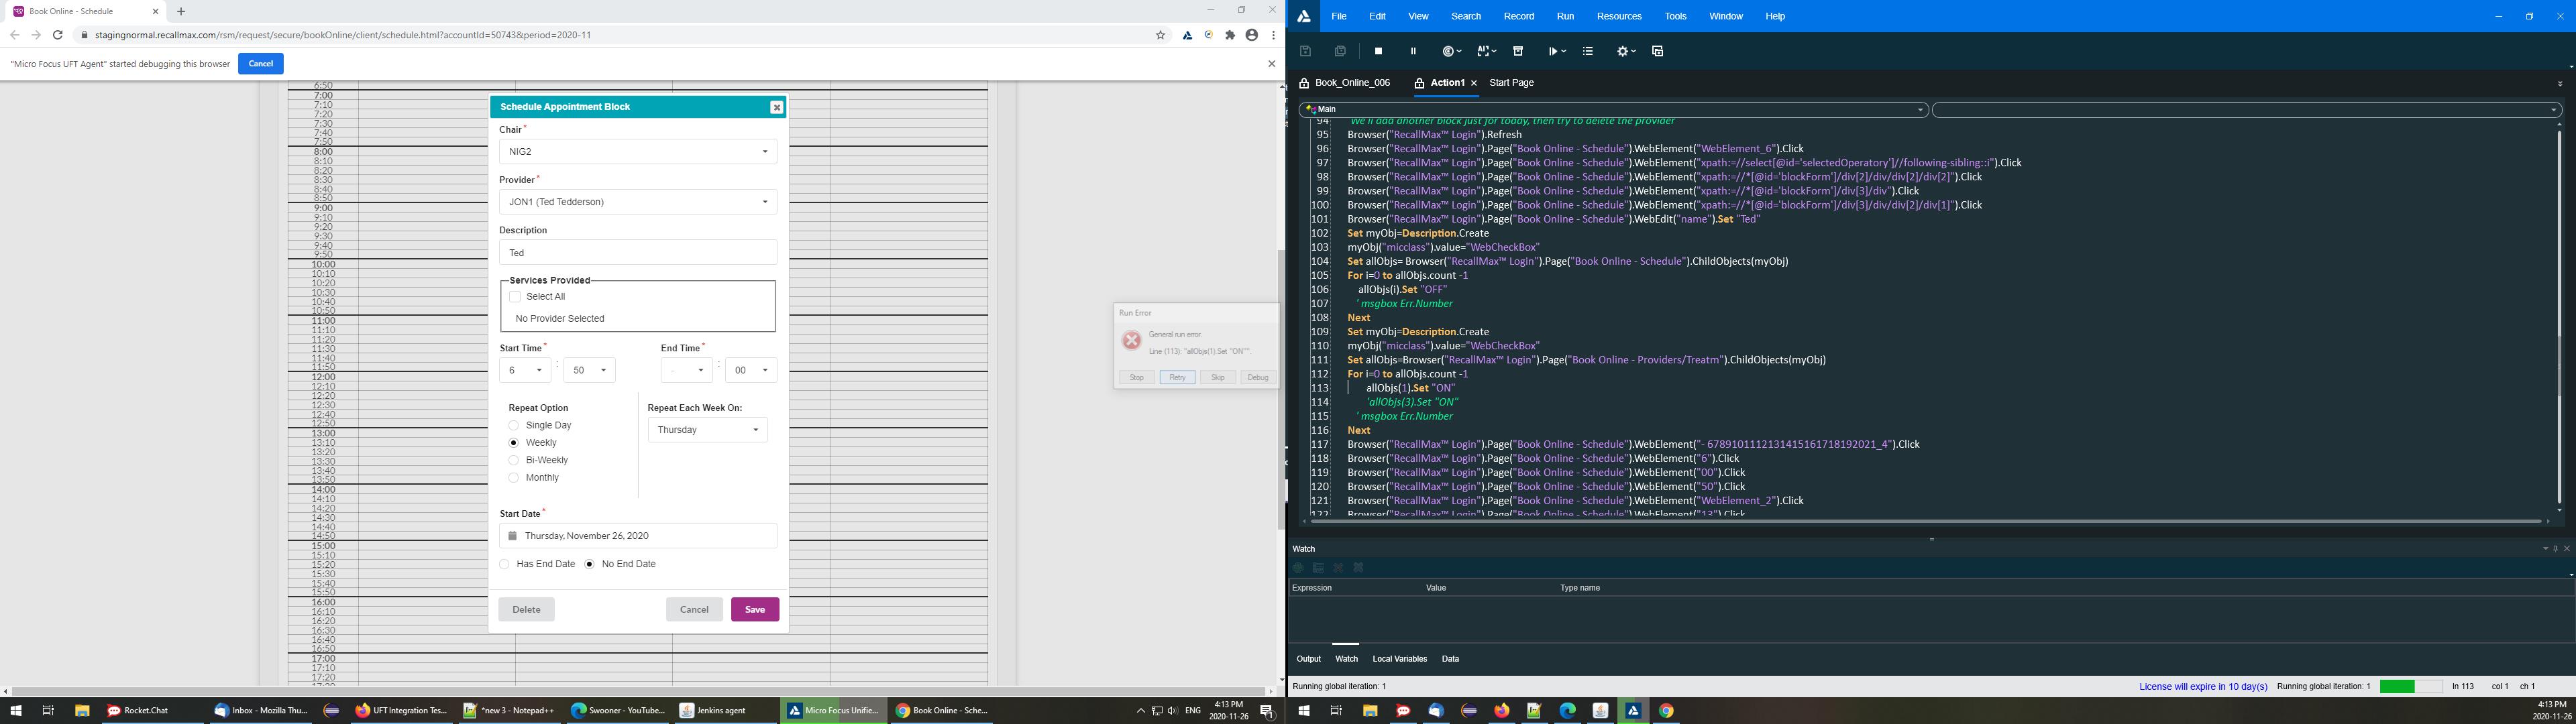 Book Online - Schedule
stagingnormal.recallmax.com/rsm/request/secure/bookOnline/client/schedule.html?accountId=50743&period=2020-11
"Micro Focus UFT Agent" started debugging this browser
Cancel
6:50
7:00
7:10
7:20
7:30
7:40
7:50
8:00
8:10
8:20
8:30
8:40
8:50
9:00
9:10
9:20
9:30
9:40
9:50
10:00
10:10
10:20
10:30
10:40
10:50
11:00
11:10
11:20
11:30
11:40
11:50
12:00
12:10
12:20
12:30
12:40
12:50
13:00
13:10
13:20
13:30
13:40
13:50
14:00
14:10
14:20
14:30
14:40
14:50
15:00
15:10
15:20
15:30
15:40
15:50
16:00
16:10
16:20
16:30
16:40
16:50
17:00
17:10
17:20
Schedule Appointment Block
Chair*
NIG2
Provider*
JON1 (Ted Tedderson)
Description
Ted
Services Provided
Select All
No Provider Selected
Start Time* End Time*
6 : 50 - : 00
Repeat Option Repeat Each Week On:
Single Day
Thursday
Weekly
Bi-Weekly
Monthly
Start Date*
Thursday, November 26, 2020
Has End Date No End Date
Delete Cancel Save
Run Error
General run error.
Line (113): "allObjs(1).Set "ON"".
Stop Retry Skip Debug
Rocket.Chat Inbox - Mozilla Thu... UFT Integration Tes... *new 3 - Notepad++ Swooner - YouTube... Jenkins agent Micro Focus Unifie... Book Online - Sche...
ENG
4:13 PM
2020-11-26
1
File Edit View Search Record Run Resources Tools Window Help
AI
Book_Online_006 Action1 Start Page
Main
94 'We'll add another block just for today, then try to delete the provider
95 Browser("RecallMax™ Login").Refresh
96 Browser("RecallMax™ Login").Page("Book Online - Schedule").WebElement("WebElement_6").Click
97 Browser("RecallMax™ Login").Page("Book Online - Schedule").WebElement("xpath:=//select[@id='selectedOperatory']//following-sibling::i").Click
98 Browser("RecallMax™ Login").Page("Book Online - Schedule").WebElement("xpath:=//*[@id='blockForm']/div[2]/div/div[2]/div[2]").Click
99 Browser("RecallMax™ Login").Page("Book Online - Schedule").WebElement("xpath:=//*[@id='blockForm']/div[3]/div").Click
100 Browser("RecallMax™ Login").Page("Book Online - Schedule").WebElement("xpath:=//*[@id='blockForm']/div[3]/div/div[2]/div[1]").Click
101 Browser("RecallMax™ Login").Page("Book Online - Schedule").WebEdit("name").Set "Ted"
102 Set myObj=Description.Create
103 myObj("micclass").value="WebCheckBox"
104 Set allObjs= Browser("RecallMax™ Login").Page("Book Online - Schedule").ChildObjects(myObj)
105 For i=0 to allObjs.count -1
106 allObjs(i).Set "OFF"
107 ' msgbox Err.Number
108 Next
109 Set myObj=Description.Create
110 myObj("micclass").value="WebCheckBox"
111 Set allObjs=Browser("RecallMax™ Login").Page("Book Online - Providers/Treatm").ChildObjects(myObj)
112 For i=0 to allObjs.count -1
113 allObjs(1).Set "ON"
114 'allObjs(3).Set "ON"
115 ' msgbox Err.Number
116 Next
117 Browser("RecallMax™ Login").Page("Book Online - Schedule").WebElement("- 6789101112131415161718192021_4").Click
118 Browser("RecallMax™ Login").Page("Book Online - Schedule").WebElement("6").Click
119 Browser("RecallMax™ Login").Page("Book Online - Schedule").WebElement("00").Click
120 Browser("RecallMax™ Login").Page("Book Online - Schedule").WebElement("50").Click
121 Browser("RecallMax™ Login").Page("Book Online - Schedule").WebElement("WebElement_2").Click
122 Browser("RecallMax™ Login").Page("Book Online - Schedule").WebElement("13").Click
Watch
Expression Value Type name
Output Watch Local Variables Data
Running global iteration: 1 License will expire in 10 day(s) Running global iteration: 1 ln 113 col 1 ch 1
4:13 PM
2020-11-26